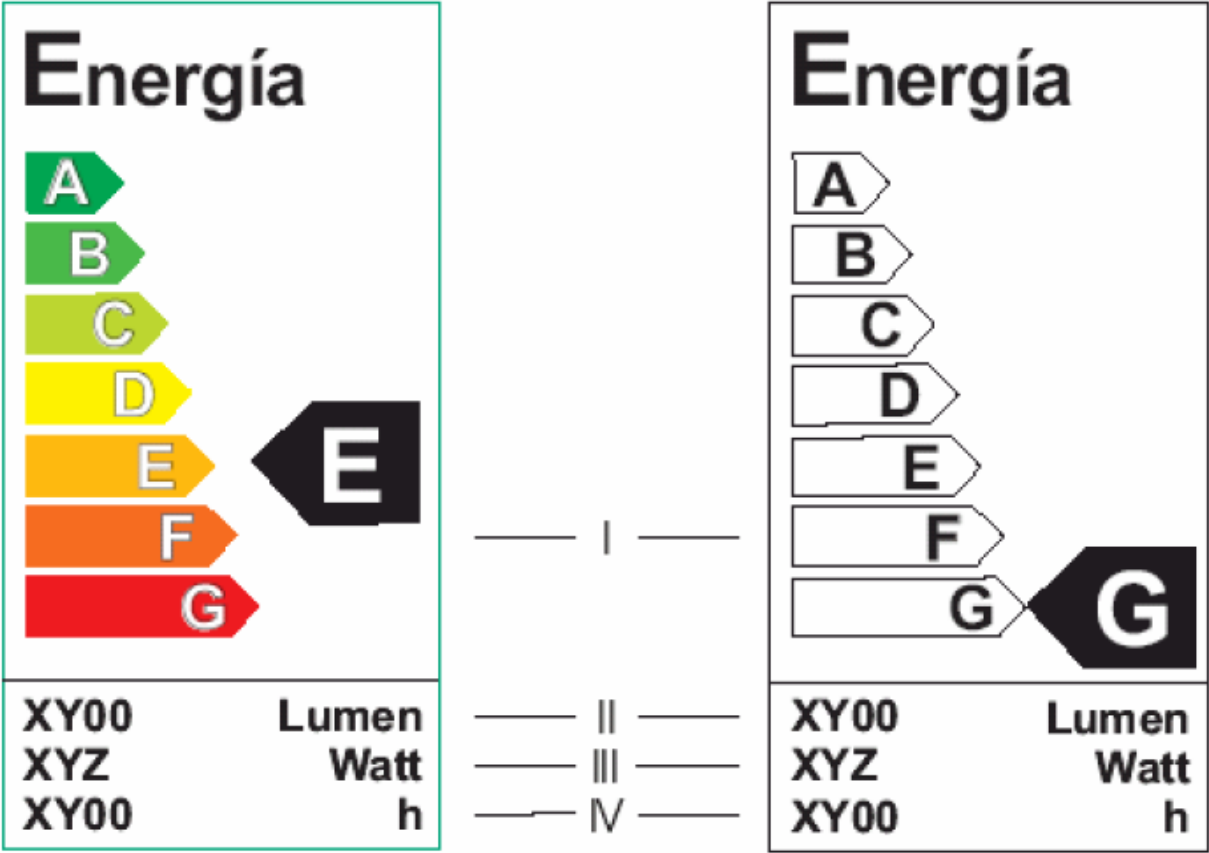 Energía
A
B
C
D
E
E
F
G
XY00 Lumen
XYZ Watt
XY00 h
I
II
III
IV
Energía
A
B
C
D
E
F
G
G
XY00 Lumen
XYZ Watt
XY00 h